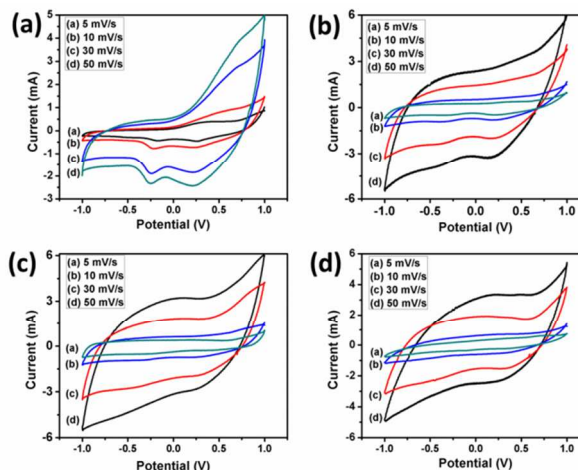 (a)
(a) 5 mV/s
(b) 10 mV/s
(c) 30 mV/s
(d) 50 mV/s
5
4
3
2
1
0
-1
-2
-3
(a)
(b)
(c)
(d)
Current (mA)
-1.0 -0.5 0.0 0.5 1.0
Potential (V)
(b)
(a) 5 mV/s
(b) 10 mV/s
(c) 30 mV/s
(d) 50 mV/s
6
3
0
-3
-6
(a)
(b)
(c)
(d)
Current (mA)
-1.0 -0.5 0.0 0.5 1.0
Potential (V)
(c)
(a) 5 mV/s
(b) 10 mV/s
(c) 30 mV/s
(d) 50 mV/s
6
3
0
-3
-6
(a)
(b)
(c)
(d)
Current (mA)
-1.0 -0.5 0.0 0.5 1.0
Potential (V)
(d)
(a) 5 mV/s
(b) 10 mV/s
(c) 30 mV/s
(d) 50 mV/s
6
4
2
0
-2
-4
-6
(a)
(b)
(c)
(d)
Current (mA)
-1.0 -0.5 0.0 0.5 1.0
Potential (V)